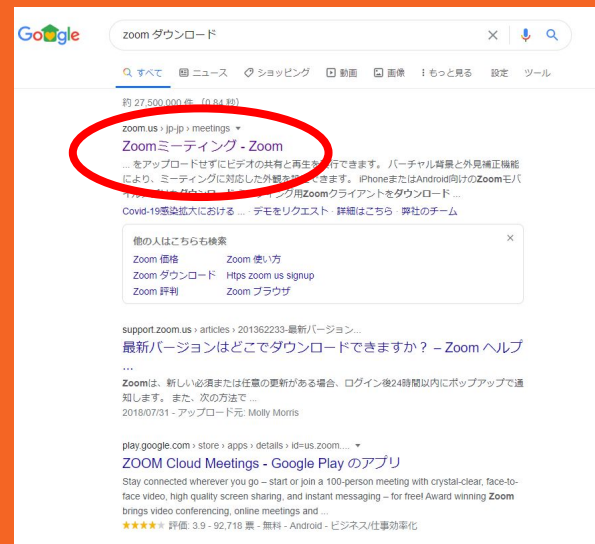 Google
zoom ダウンロード
すべて ニュース ショッピング 動画 画像 もっと見る 設定 ツール
約 27,500,000 件 (0.84 秒)
zoom.us › jp-jp › meetings
Zoomミーティング - Zoom
... をアップロードせずにビデオの共有と再生を行できます。 バーチャル背景と外見補正機能
により、ミーティングに対応した外観を できます。 iPhoneまたはAndroid向けのZoomモバ
ダウンロード ング用Zoomクライアントをダウンロード ...
Covid-19感染拡大における ... · デモをリクエスト · 詳細はこちら · 弊社のチーム
他の人はこちらも検索
Zoom 価格 Zoom 使い方
Zoom ダウンロード Htps zoom us signup
Zoom 評判 Zoom ブラウザ
support.zoom.us › articles › 201362233-最新バージョン...
最新バージョンはどこでダウンロードできますか? – Zoom ヘルプ
...
Zoomは、新しい必須または任意の更新がある場合、ログイン後24時間以内にポップアップで通
知します。 また、次の方法で ...
2018/07/31 - アップロード元: Molly Morris
play.google.com › store › apps › details › id=us.zoom....
ZOOM Cloud Meetings - Google Play のアプリ
Stay connected wherever you go – start or join a 100-person meeting with crystal-clear, face-to-
face video, high quality screen sharing, and instant messaging – for free! Award winning Zoom
brings video conferencing, online meetings and ...
★★★★★ 評価: 3.9 - 92,718 票 - 無料 - Android - ビジネス/仕事効率化